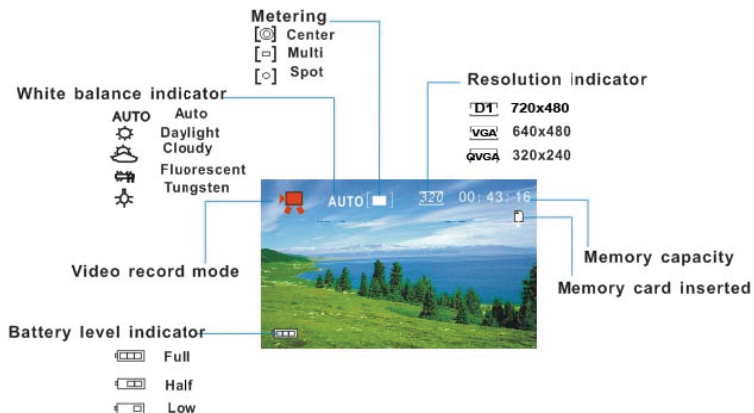 Metering
Center
Multi
Spot
White balance indicator
AUTO Auto
Daylight
Cloudy
Fluorescent
Tungsten
Resolution indicator
D1 720x480
VGA 640x480
QVGA 320x240
AUTO 320 00:43:16
Video record mode
Memory capacity
Memory card inserted
Battery level indicator
Full
Half
Low